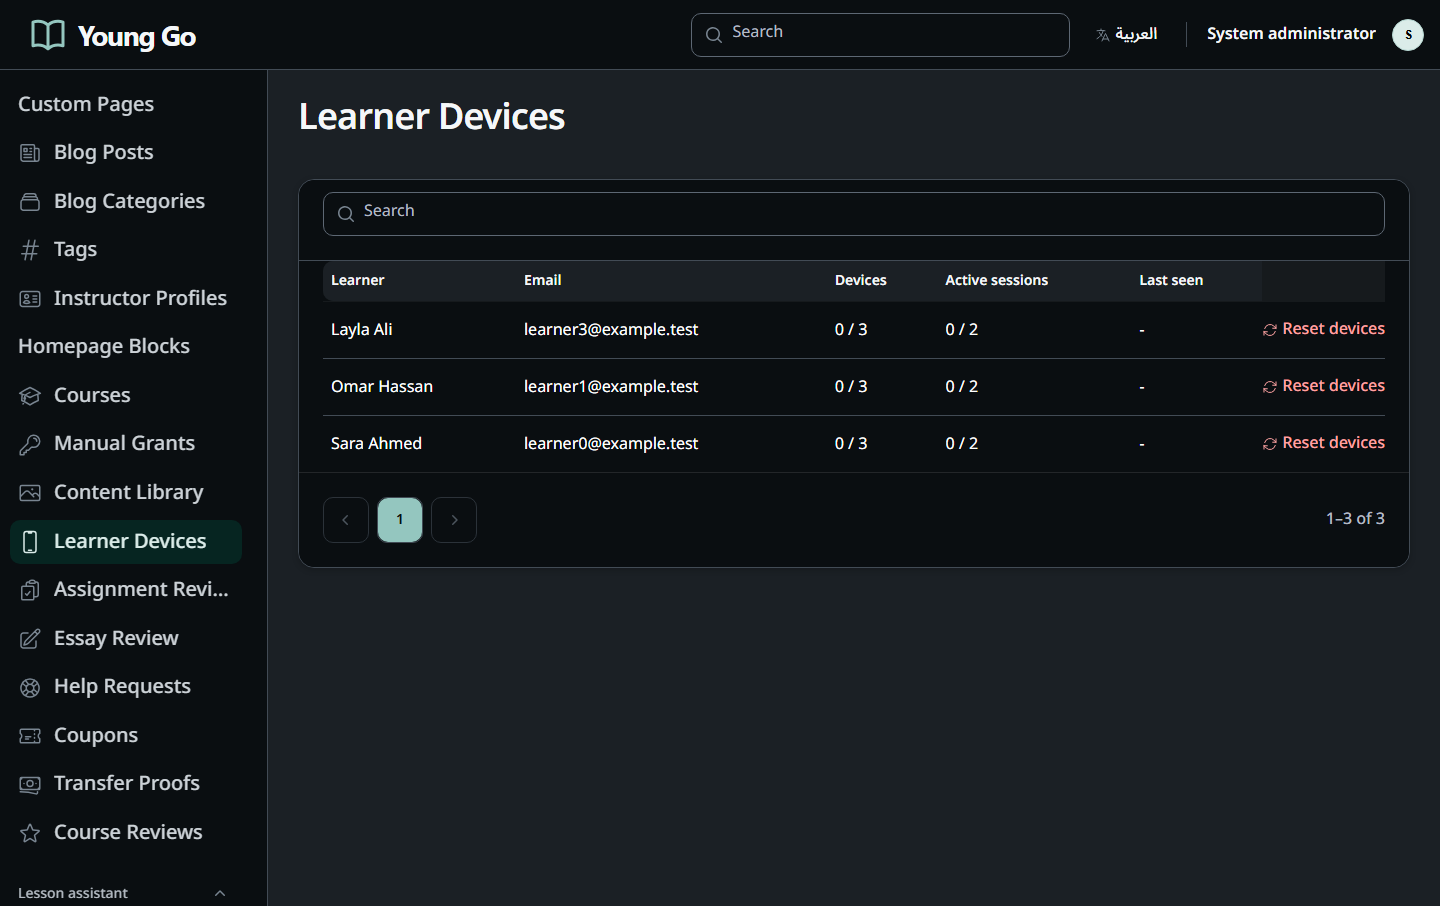 Young Go
Search
العربية
System administrator
S
Custom Pages
Blog Posts
Blog Categories
Tags
Instructor Profiles
Homepage Blocks
Courses
Manual Grants
Content Library
Learner Devices
Assignment Revi...
Essay Review
Help Requests
Coupons
Transfer Proofs
Course Reviews
Lesson assistant
Learner Devices
Search
Learner Email Devices Active sessions Last seen
Layla Ali learner3@example.test 0 / 3 0 / 2 - Reset devices
Omar Hassan learner1@example.test 0 / 3 0 / 2 - Reset devices
Sara Ahmed learner0@example.test 0 / 3 0 / 2 - Reset devices
1
1–3 of 3